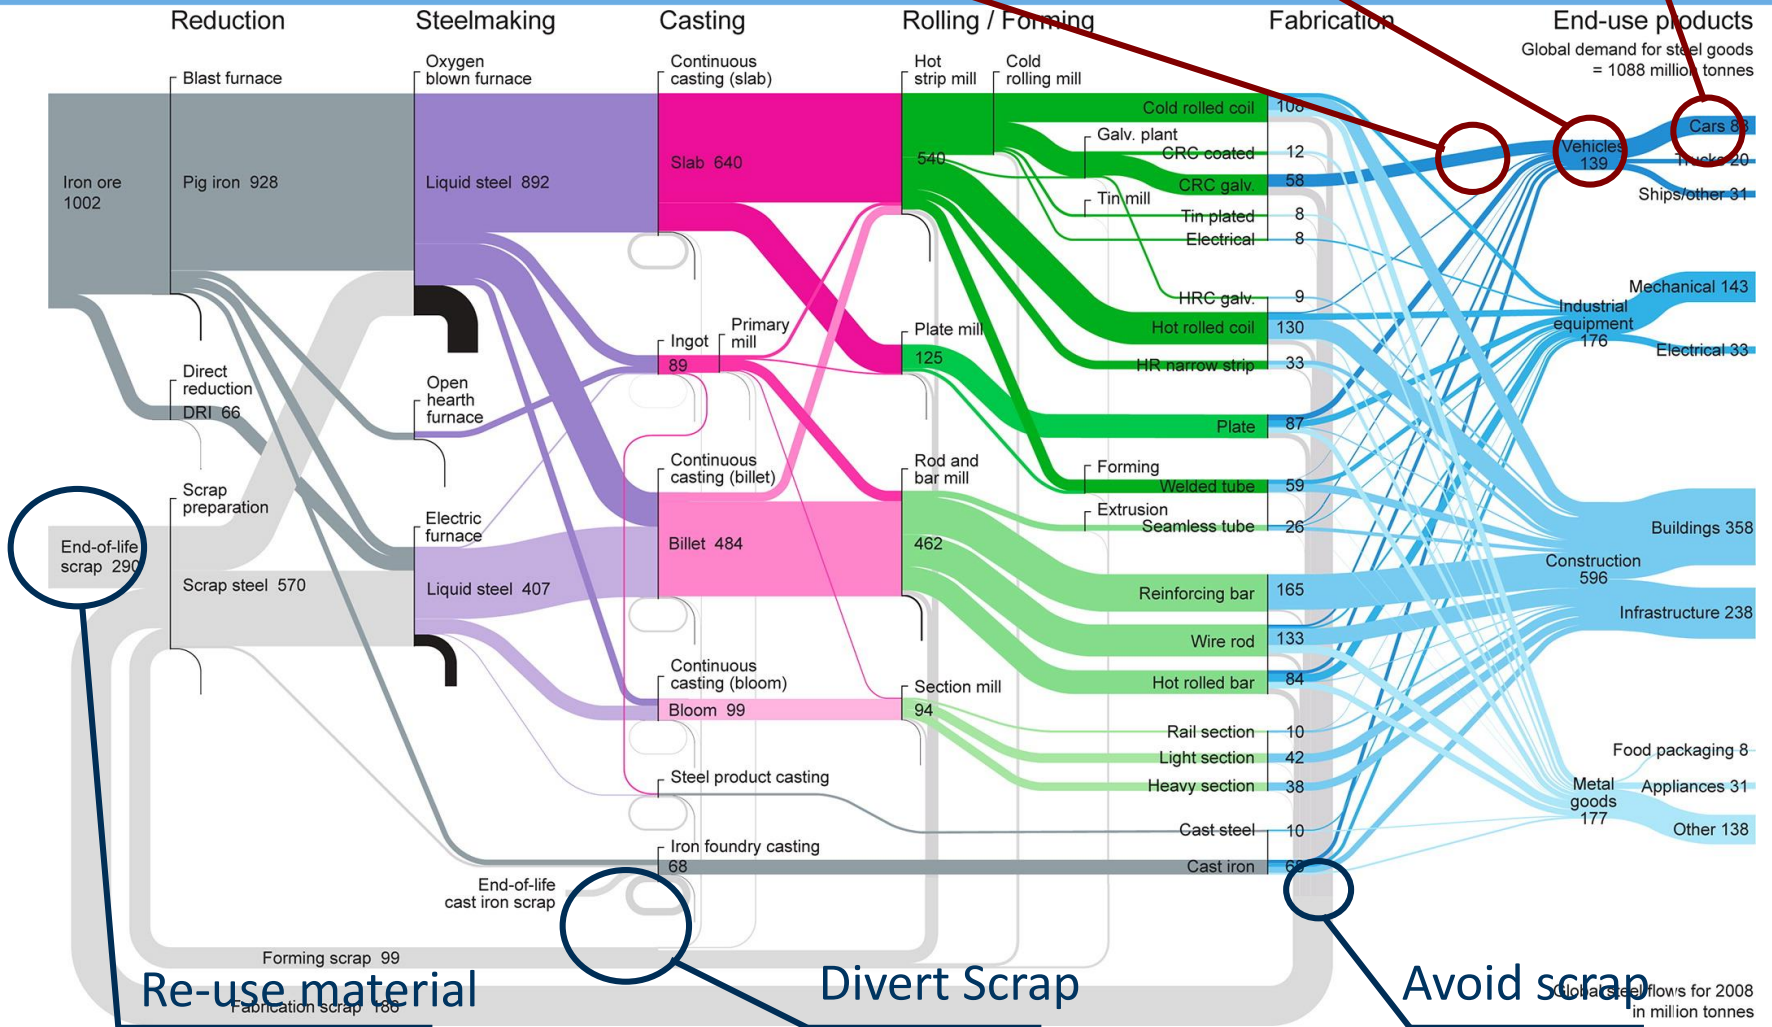 Reduction
Steelmaking
Casting
Rolling / Forming
Fabrication
End-use products
Global demand for steel goods
= 1088 million tonnes
Blast furnace
Oxygen
blown furnace
Continuous
casting (slab)
Hot
strip mill
Cold
rolling mill
Iron ore
1002
Pig iron 928
Liquid steel 892
Slab 640
540
Galv. plant
Tin mill
Cold rolled coil
108
CRC coated
12
CRC galv.
58
Tin plated
8
Electrical
8
HRC galv.
9
Hot rolled coil
130
HR narrow strip
33
Plate
87
Welded tube
59
Seamless tube
26
Reinforcing bar
165
Wire rod
133
Hot rolled bar
84
Rail section
10
Light section
42
Heavy section
38
Cast steel
10
Cast iron
68
Vehicles
139
Cars 88
Trucks 20
Ships/other 31
Industrial
equipment
176
Mechanical 143
Electrical 33
Construction
596
Buildings 358
Infrastructure 238
Metal
goods
177
Food packaging 8
Appliances 31
Other 138
Direct
reduction
DRI 66
Open
hearth
furnace
Ingot
89
Primary
mill
Plate mill
125
Scrap
preparation
End-of-life
scrap 290
Scrap steel 570
Electric
furnace
Liquid steel 407
Continuous
casting (billet)
Billet 484
Rod and
bar mill
462
Forming
Extrusion
Continuous
casting (bloom)
Bloom 99
Section mill
94
Steel product casting
Iron foundry casting
68
End-of-life
cast iron scrap
Forming scrap 99
Fabrication scrap 186
Re-use material
Divert Scrap
Avoid scrap
Global steel flows for 2008
in million tonnes